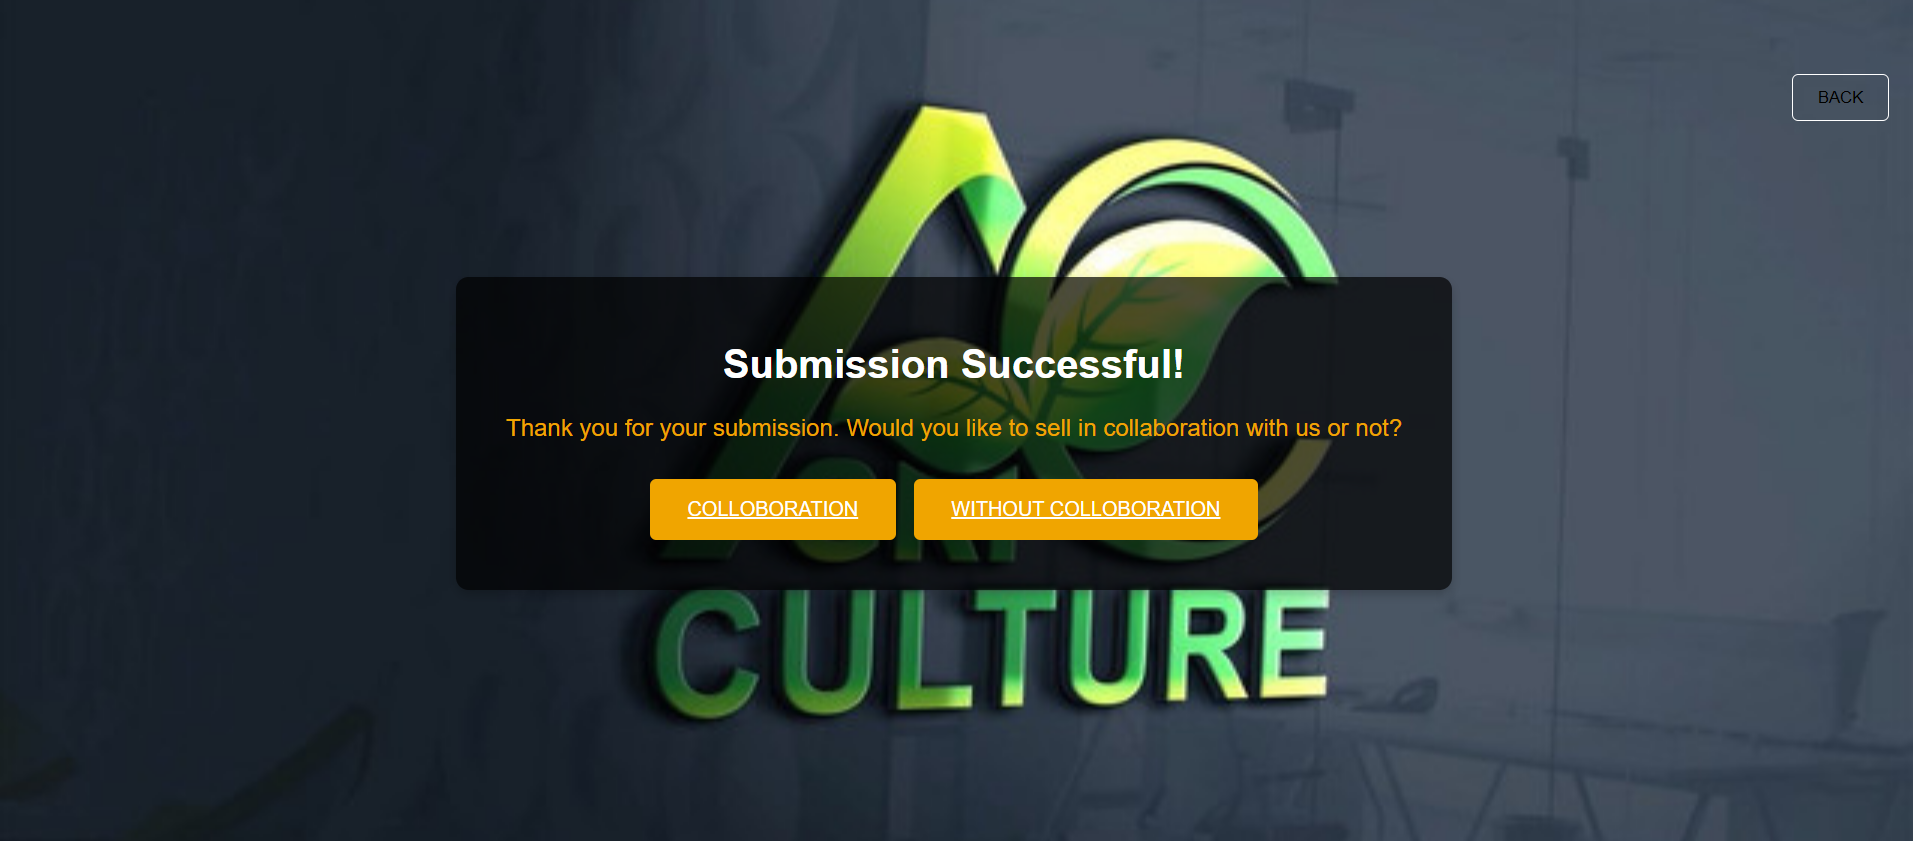 BACK
Submission Successful!
Thank you for your submission. Would you like to sell in collaboration with us or not?
COLLOBORATION
WITHOUT COLLOBORATION
AGRI
CULTURE